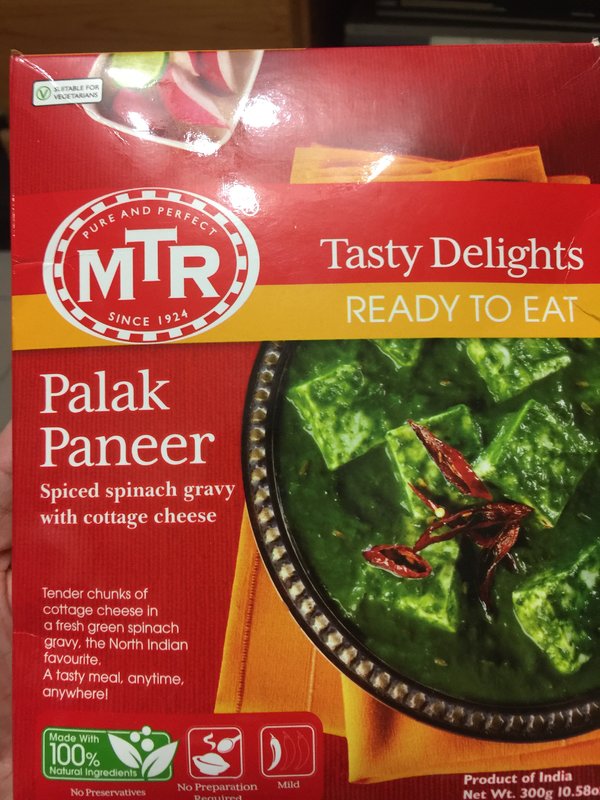 SUITABLE FOR
VEGETARIANS
PURE AND PERFECT
MTR
SINCE 1924
Tasty Delights
READY TO EAT
Palak
Paneer
Spiced spinach gravy
with cottage cheese
Tender chunks of
cottage cheese in
a fresh green spinach
gravy, the North Indian
favourite.
A tasty meal, anytime,
anywhere!
Made With
100%
Natural Ingredients
No Preservatives
No Preparation
Required
Mild
Product of India
Net Wt. 300g 10.58oz